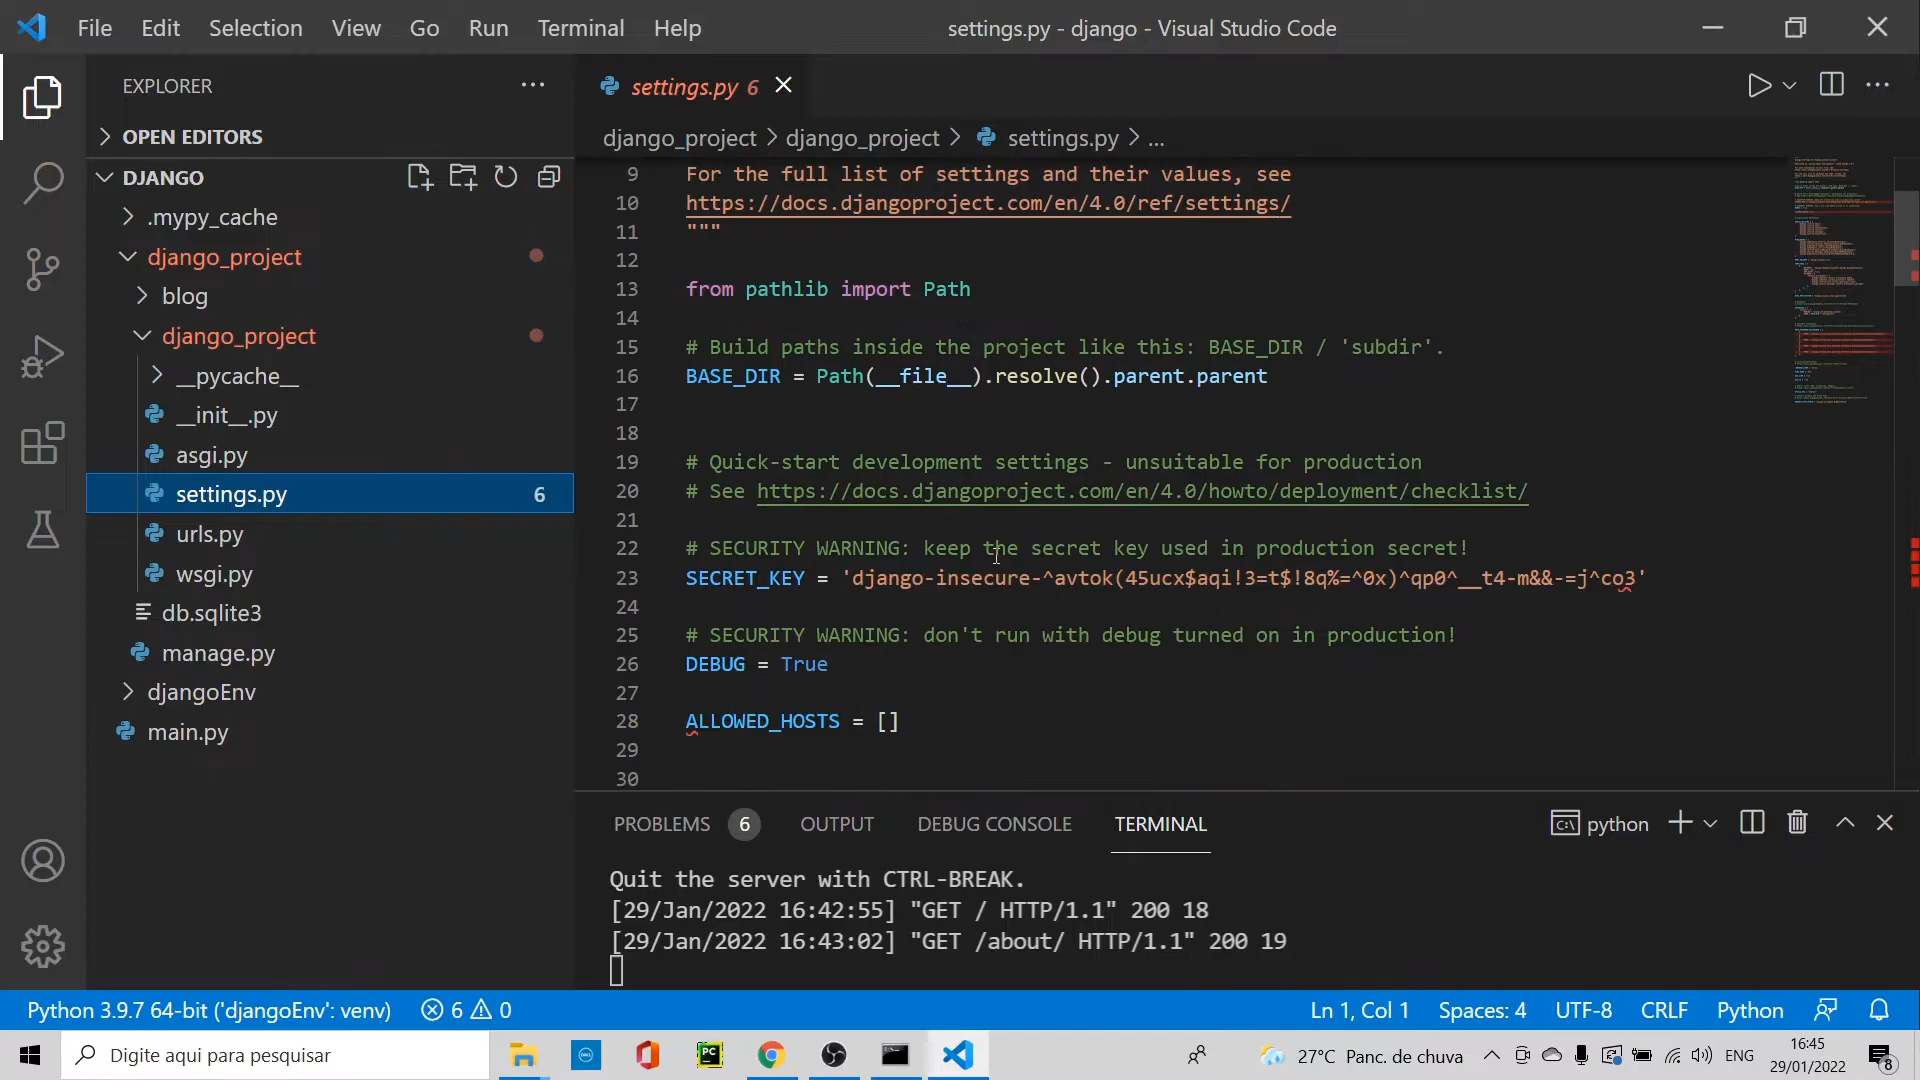 File Edit Selection View Go Run Terminal Help
settings.py - django - Visual Studio Code
EXPLORER
OPEN EDITORS
DJANGO
.mypy_cache
django_project
blog
django_project
__pycache__
__init__.py
asgi.py
settings.py 6
urls.py
wsgi.py
db.sqlite3
manage.py
djangoEnv
main.py
settings.py 6
django_project > django_project > settings.py > ...
9 For the full list of settings and their values, see
10 https://docs.djangoproject.com/en/4.0/ref/settings/
11 """
12
13 from pathlib import Path
14
15 # Build paths inside the project like this: BASE_DIR / 'subdir'.
16 BASE_DIR = Path(__file__).resolve().parent.parent
17
18
19 # Quick-start development settings - unsuitable for production
20 # See https://docs.djangoproject.com/en/4.0/howto/deployment/checklist/
21
22 # SECURITY WARNING: keep the secret key used in production secret!
23 SECRET_KEY = 'django-insecure-^avtok(45ucx$aqi!3=t$!8q%=^0x)^qp0^__t4-m&&-=j^co3'
24
25 # SECURITY WARNING: don't run with debug turned on in production!
26 DEBUG = True
27
28 ALLOWED_HOSTS = []
29
30
PROBLEMS 6 OUTPUT DEBUG CONSOLE TERMINAL
python
Quit the server with CTRL-BREAK.
[29/Jan/2022 16:42:55] "GET / HTTP/1.1" 200 18
[29/Jan/2022 16:43:02] "GET /about/ HTTP/1.1" 200 19
Python 3.9.7 64-bit ('djangoEnv': venv) 6 0
Ln 1, Col 1 Spaces: 4 UTF-8 CRLF Python
Digite aqui para pesquisar
PC
27°C Panc. de chuva
ENG
16:45
29/01/2022
8